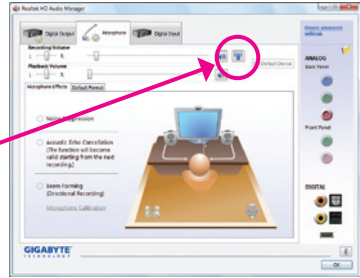 Realtek HD Audio Manager
Digital Output
Microphone
Digital Input
Device advanced settings
Recording Volume
L
R
Default Device
Playback Volume
L
R
ANALOG
Back Panel
Microphone Effects
Default Format
Noise Suppression
Acoustic Echo Cancellation
(The function will become
valid starting from the next
recording.)
Front Panel
Beam Forming
(Directional Recording)
Microphone Calibration
DIGITAL
GIGABYTE
TECHNOLOGY
i
OK